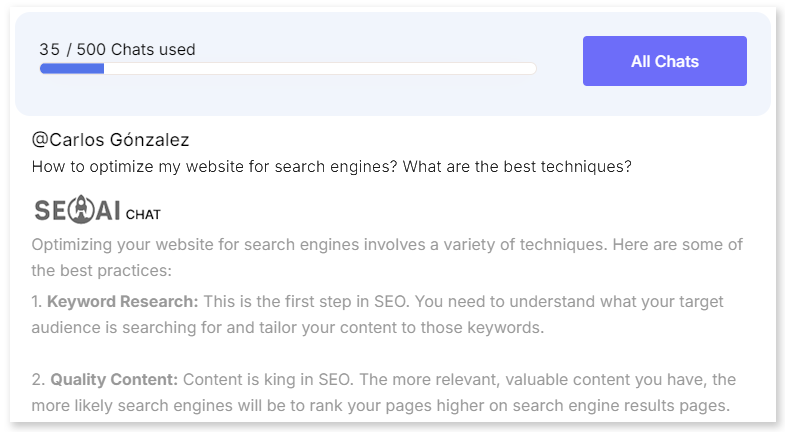 35 / 500 Chats used
All Chats
@Carlos Gónzalez
How to optimize my website for search engines? What are the best techniques?
SEOAI CHAT
Optimizing your website for search engines involves a variety of techniques. Here are some of
the best practices:
1. Keyword Research: This is the first step in SEO. You need to understand what your target
audience is searching for and tailor your content to those keywords.
2. Quality Content: Content is king in SEO. The more relevant, valuable content you have, the
more likely search engines will be to rank your pages higher on search engine results pages.